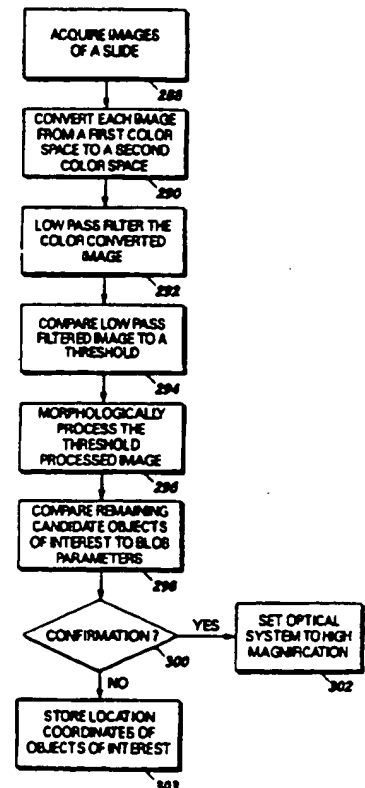 ACQUIRE IMAGES
OF A SLIDE
288
CONVERT EACH IMAGE
FROM A FIRST COLOR
SPACE TO A SECOND
COLOR SPACE
290
LOW PASS FILTER THE
COLOR CONVERTED
IMAGE
292
COMPARE LOW PASS
FILTERED IMAGE TO A
THRESHOLD
294
MORPHOLOGICALLY
PROCESS THE
THRESHOLD
PROCESSED IMAGE
296
COMPARE REMAINING
CANDIDATE OBJECTS
OF INTEREST TO BLOB
PARAMETERS
298
CONFIRMATION ?
YES
300
SET OPTICAL
SYSTEM TO HIGH
MAGNIFICATION
302
NO
STORE LOCATION
COORDINATES OF
OBJECTS OF INTEREST
303